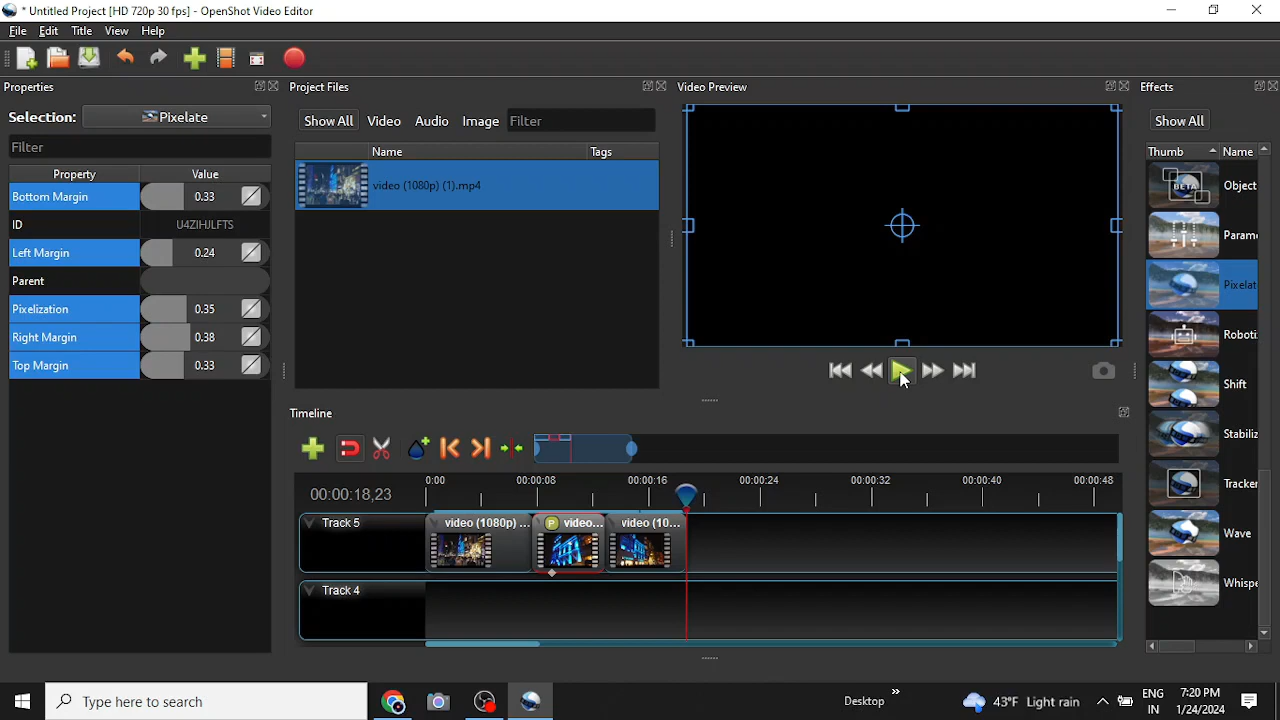 * Untitled Project [HD 720p 30 fps] - OpenShot Video Editor
File Edit Title View Help
Properties
Project Files
Video Preview
Effects
Selection: Pixelate
Show All Video Audio Image Filter
Show All
Filter
Name Tags
Thumb Name
Property Value
Bottom Margin 0.33
ID U4ZIHJLFTS
Left Margin 0.24
Parent
Pixelization 0.35
Right Margin 0.38
Top Margin 0.33
video (1080p) (1).mp4
BETA
Object
Parame
Pixelat
Roboti
Shift
Stabiliz
Tracker
Wave
Whispe
Timeline
00:00:18,23
0:00 00:00:08 00:00:16 00:00:24 00:00:32 00:00:40 00:00:48
Track 5
video (1080p) ...
P video...
video (10...
Track 4
Type here to search
Desktop
»
43°F Light rain
ENG
IN
7:20 PM
1/24/2024